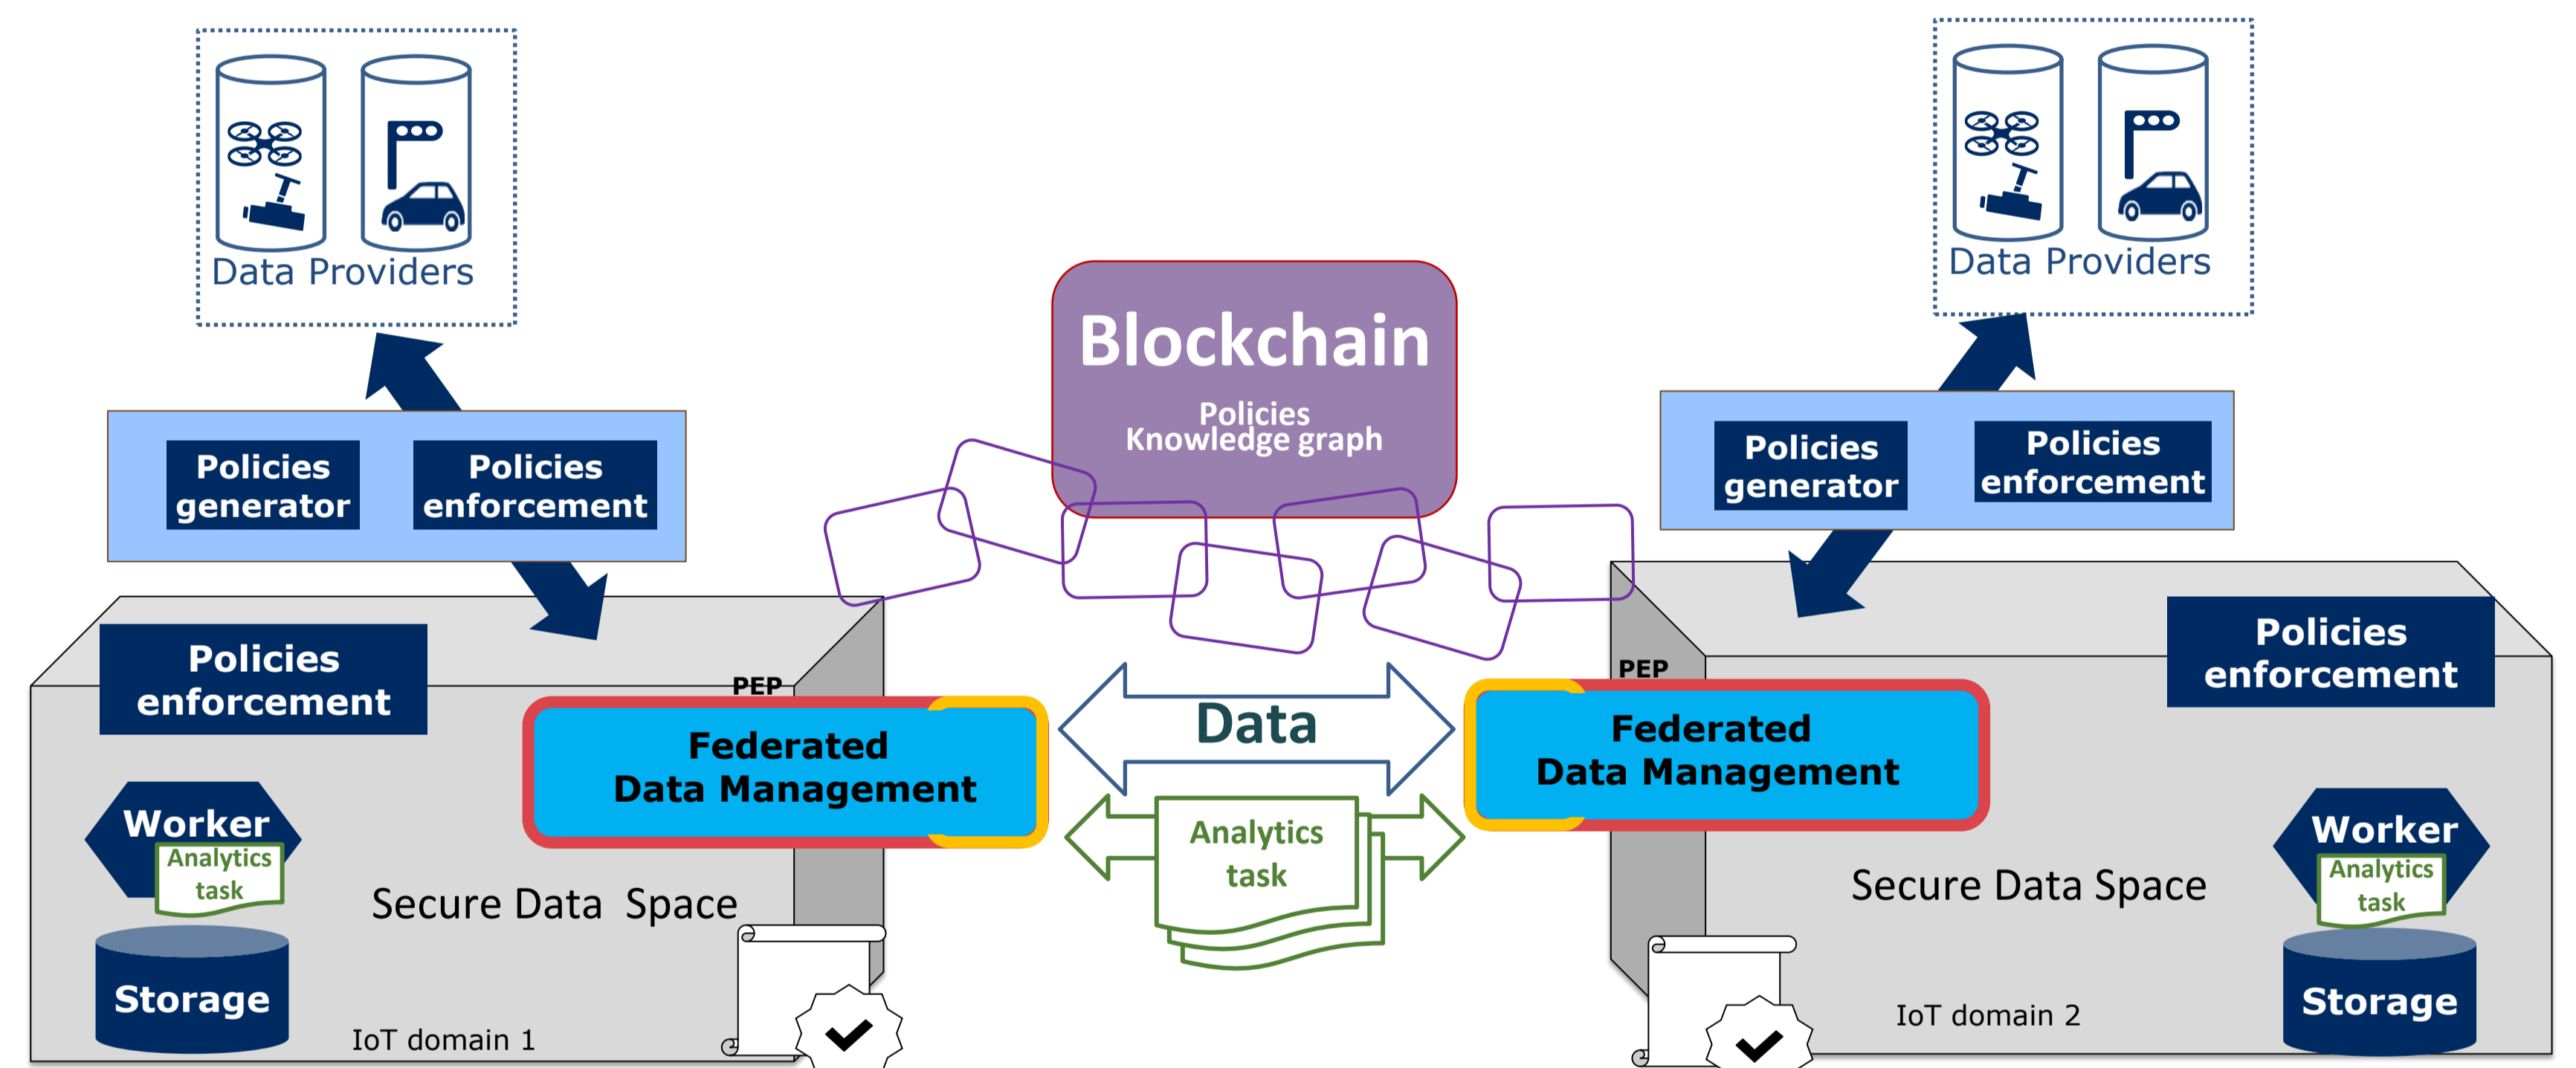 Data Providers
Data Providers
Blockchain
Policies
Knowledge graph
Policies
generator
Policies
enforcement
Policies
generator
Policies
enforcement
Policies
enforcement
PEP
Federated
Data Management
Data
PEP
Federated
Data Management
Policies
enforcement
Worker
Analytics
task
Secure Data Space
Storage
IoT domain 1
Analytics
task
Secure Data Space
Worker
Analytics
task
Storage
IoT domain 2